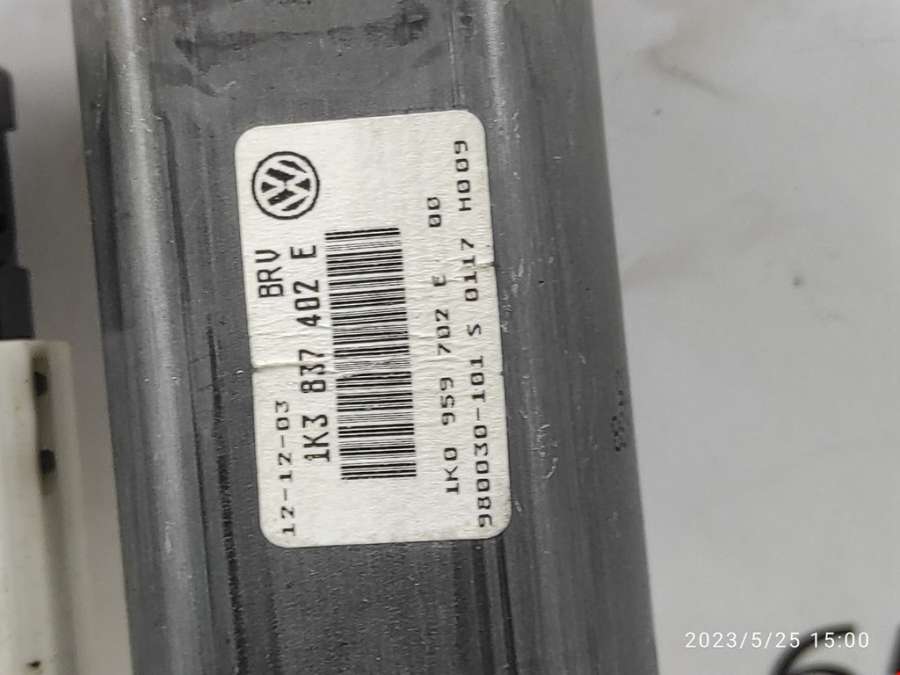 12-12-03 BRV
1K3 837 402 E
1K0 959 702 E 00
980030-101 S 0117 H009
2023/5/25 15:00